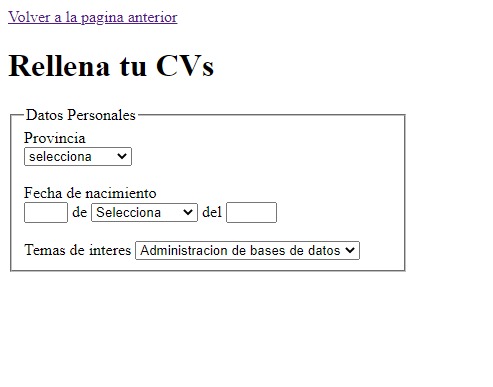 Volver a la pagina anterior
Rellena tu CVs
Datos Personales
Provincia
selecciona
Fecha de nacimiento
de Selecciona del
Temas de interes Administracion de bases de datos